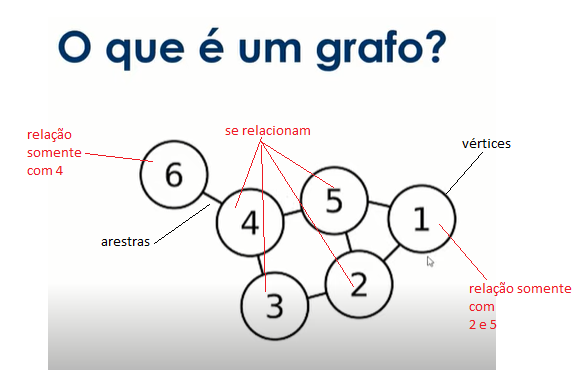 O que é um grafo?
se relacionam
relação
somente
com 4
vértices
6
5
4
1
arestras
2
3
relação somente
com
2 e 5